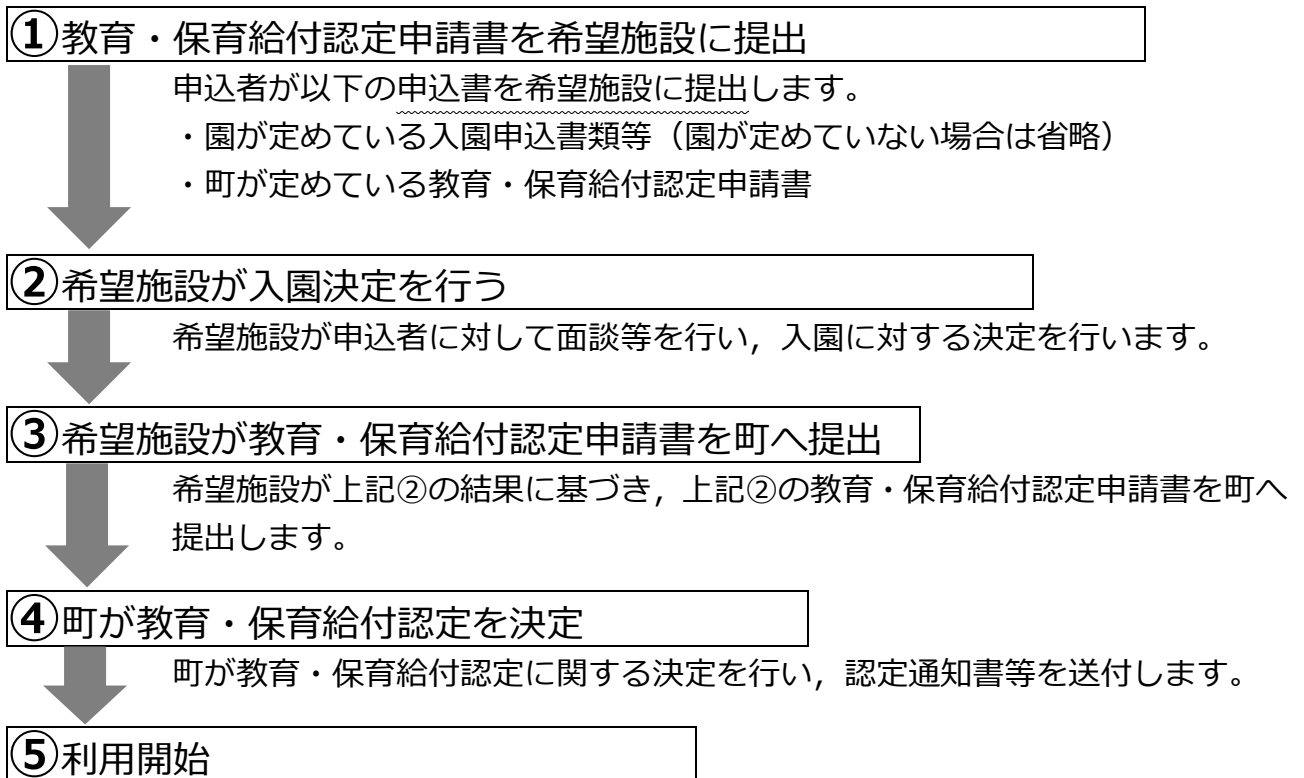 ①教育・保育給付認定申請書を希望施設に提出
申込者が以下の申込書を希望施設に提出します。
・園が定めている入園申込書類等（園が定めていない場合は省略）
・町が定めている教育・保育給付認定申請書
②希望施設が入園決定を行う
希望施設が申込者に対して面談等を行い，入園に対する決定を行います。
③希望施設が教育・保育給付認定申請書を町へ提出
希望施設が上記②の結果に基づき，上記②の教育・保育給付認定申請書を町へ
提出します。
④町が教育・保育給付認定を決定
町が教育・保育給付認定に関する決定を行い，認定通知書等を送付します。
⑤利用開始